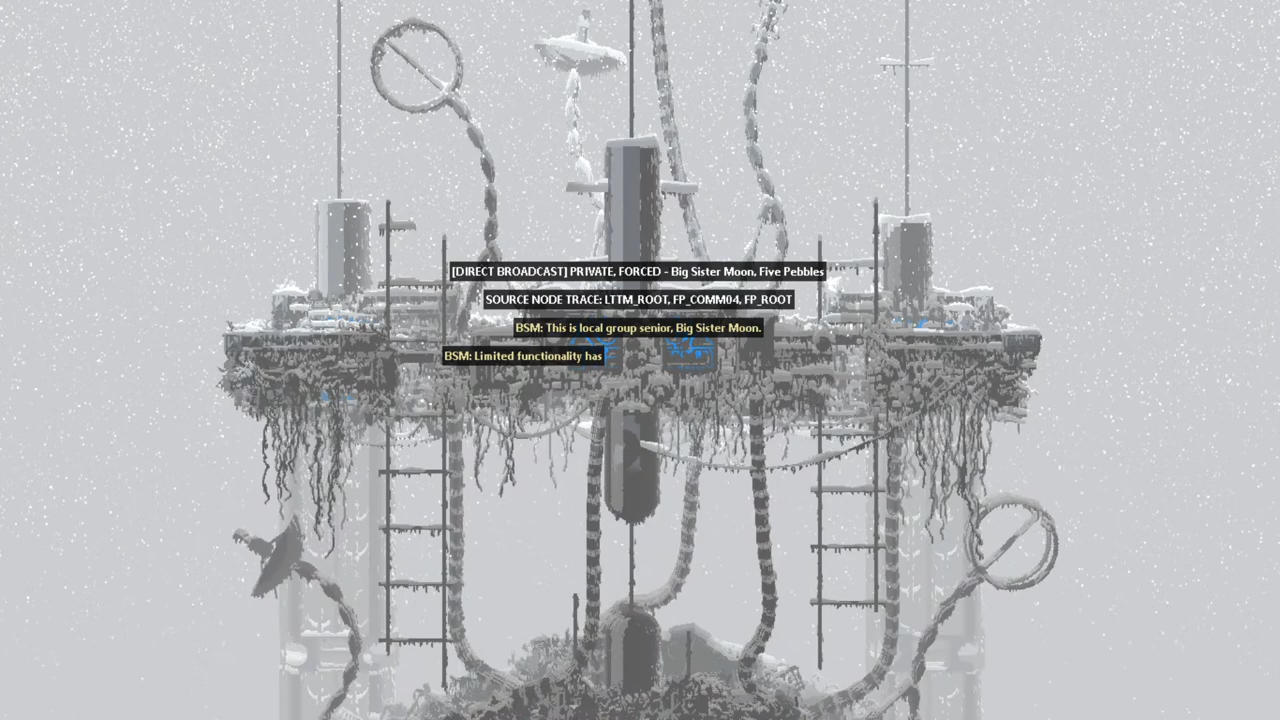 [DIRECT BROADCAST] PRIVATE, FORCED - Big Sister Moon, Five Pebbles
SOURCE NODE TRACE: LTTM_ROOT, FP_COMM04, FP_ROOT
BSM: This is local group senior, Big Sister Moon.
BSM: Limited functionality has